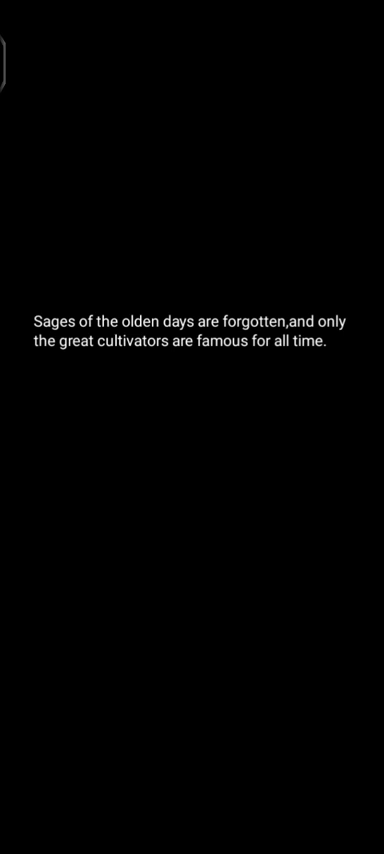 Sages of the olden days are forgotten,and only
the great cultivators are famous for all time.